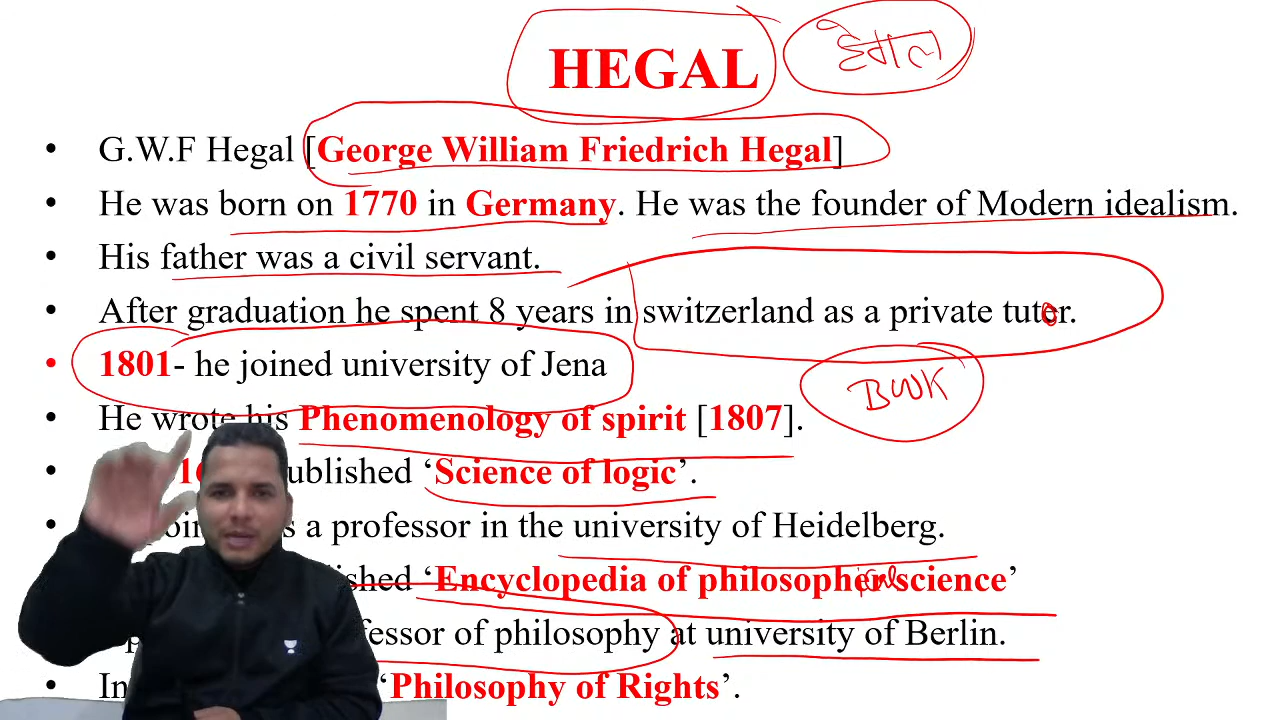 HEGAL हेगल
• G.W.F Hegal [George William Friedrich Hegal]
• He was born on 1770 in Germany. He was the founder of Modern idealism.
• His father was a civil servant.
• After graduation he spent 8 years in switzerland as a private tutor.
• 1801- he joined university of Jena
BOOK
• He wrote his Phenomenology of spirit [1807].
ublished ‘Science of logic’.
s a professor in the university of Heidelberg.
shed ‘Encyclopedia of philosopher science’
ical
fessor of philosophy at university of Berlin.
• In ‘Philosophy of Rights’.